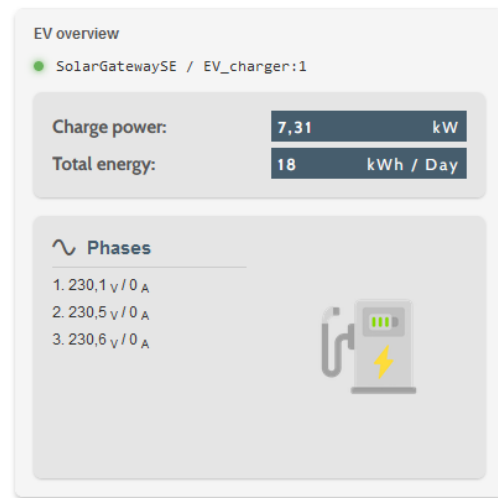 EV overview
SolarGatewaySE / EV_charger:1
Charge power: 7,31 kW
Total energy: 18 kWh / Day
Phases
1. 230,1 V / 0 A
2. 230,5 V / 0 A
3. 230,6 V / 0 A